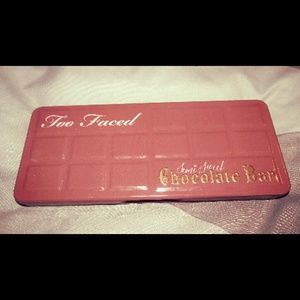 Too Faced
Semi-Sweet
Chocolate Bar